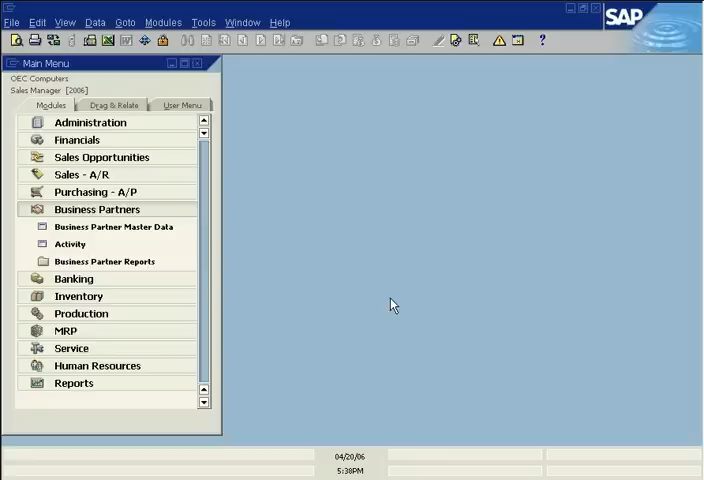 File Edit View Data Goto Modules Tools Window Help
SAP
?
Main Menu
OEC Computers
Sales Manager [2006]
Modules Drag & Relate User Menu
Administration
Financials
Sales Opportunities
Sales - A/R
Purchasing - A/P
Business Partners
Business Partner Master Data
Activity
Business Partner Reports
Banking
Inventory
Production
MRP
Service
Human Resources
Reports
04/20/06
5:38PM